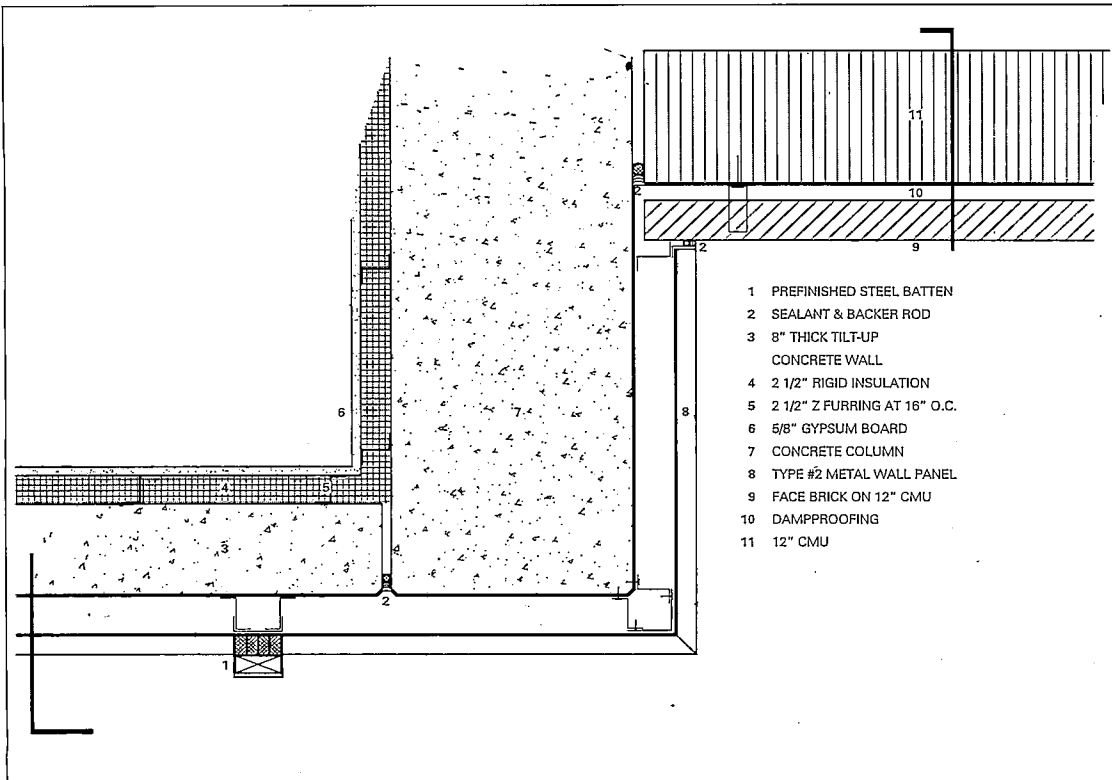 11
2
10
2
9
1 PREFINISHED STEEL BATTEN
2 SEALANT & BACKER ROD
3 8" THICK TILT-UP
CONCRETE WALL
4 2 1/2" RIGID INSULATION
5 2 1/2" Z FURRING AT 16" O.C.
6 5/8" GYPSUM BOARD
7 CONCRETE COLUMN
8 TYPE #2 METAL WALL PANEL
9 FACE BRICK ON 12" CMU
10 DAMPPROOFING
11 12" CMU
6
7
8
4
5
3
2
1